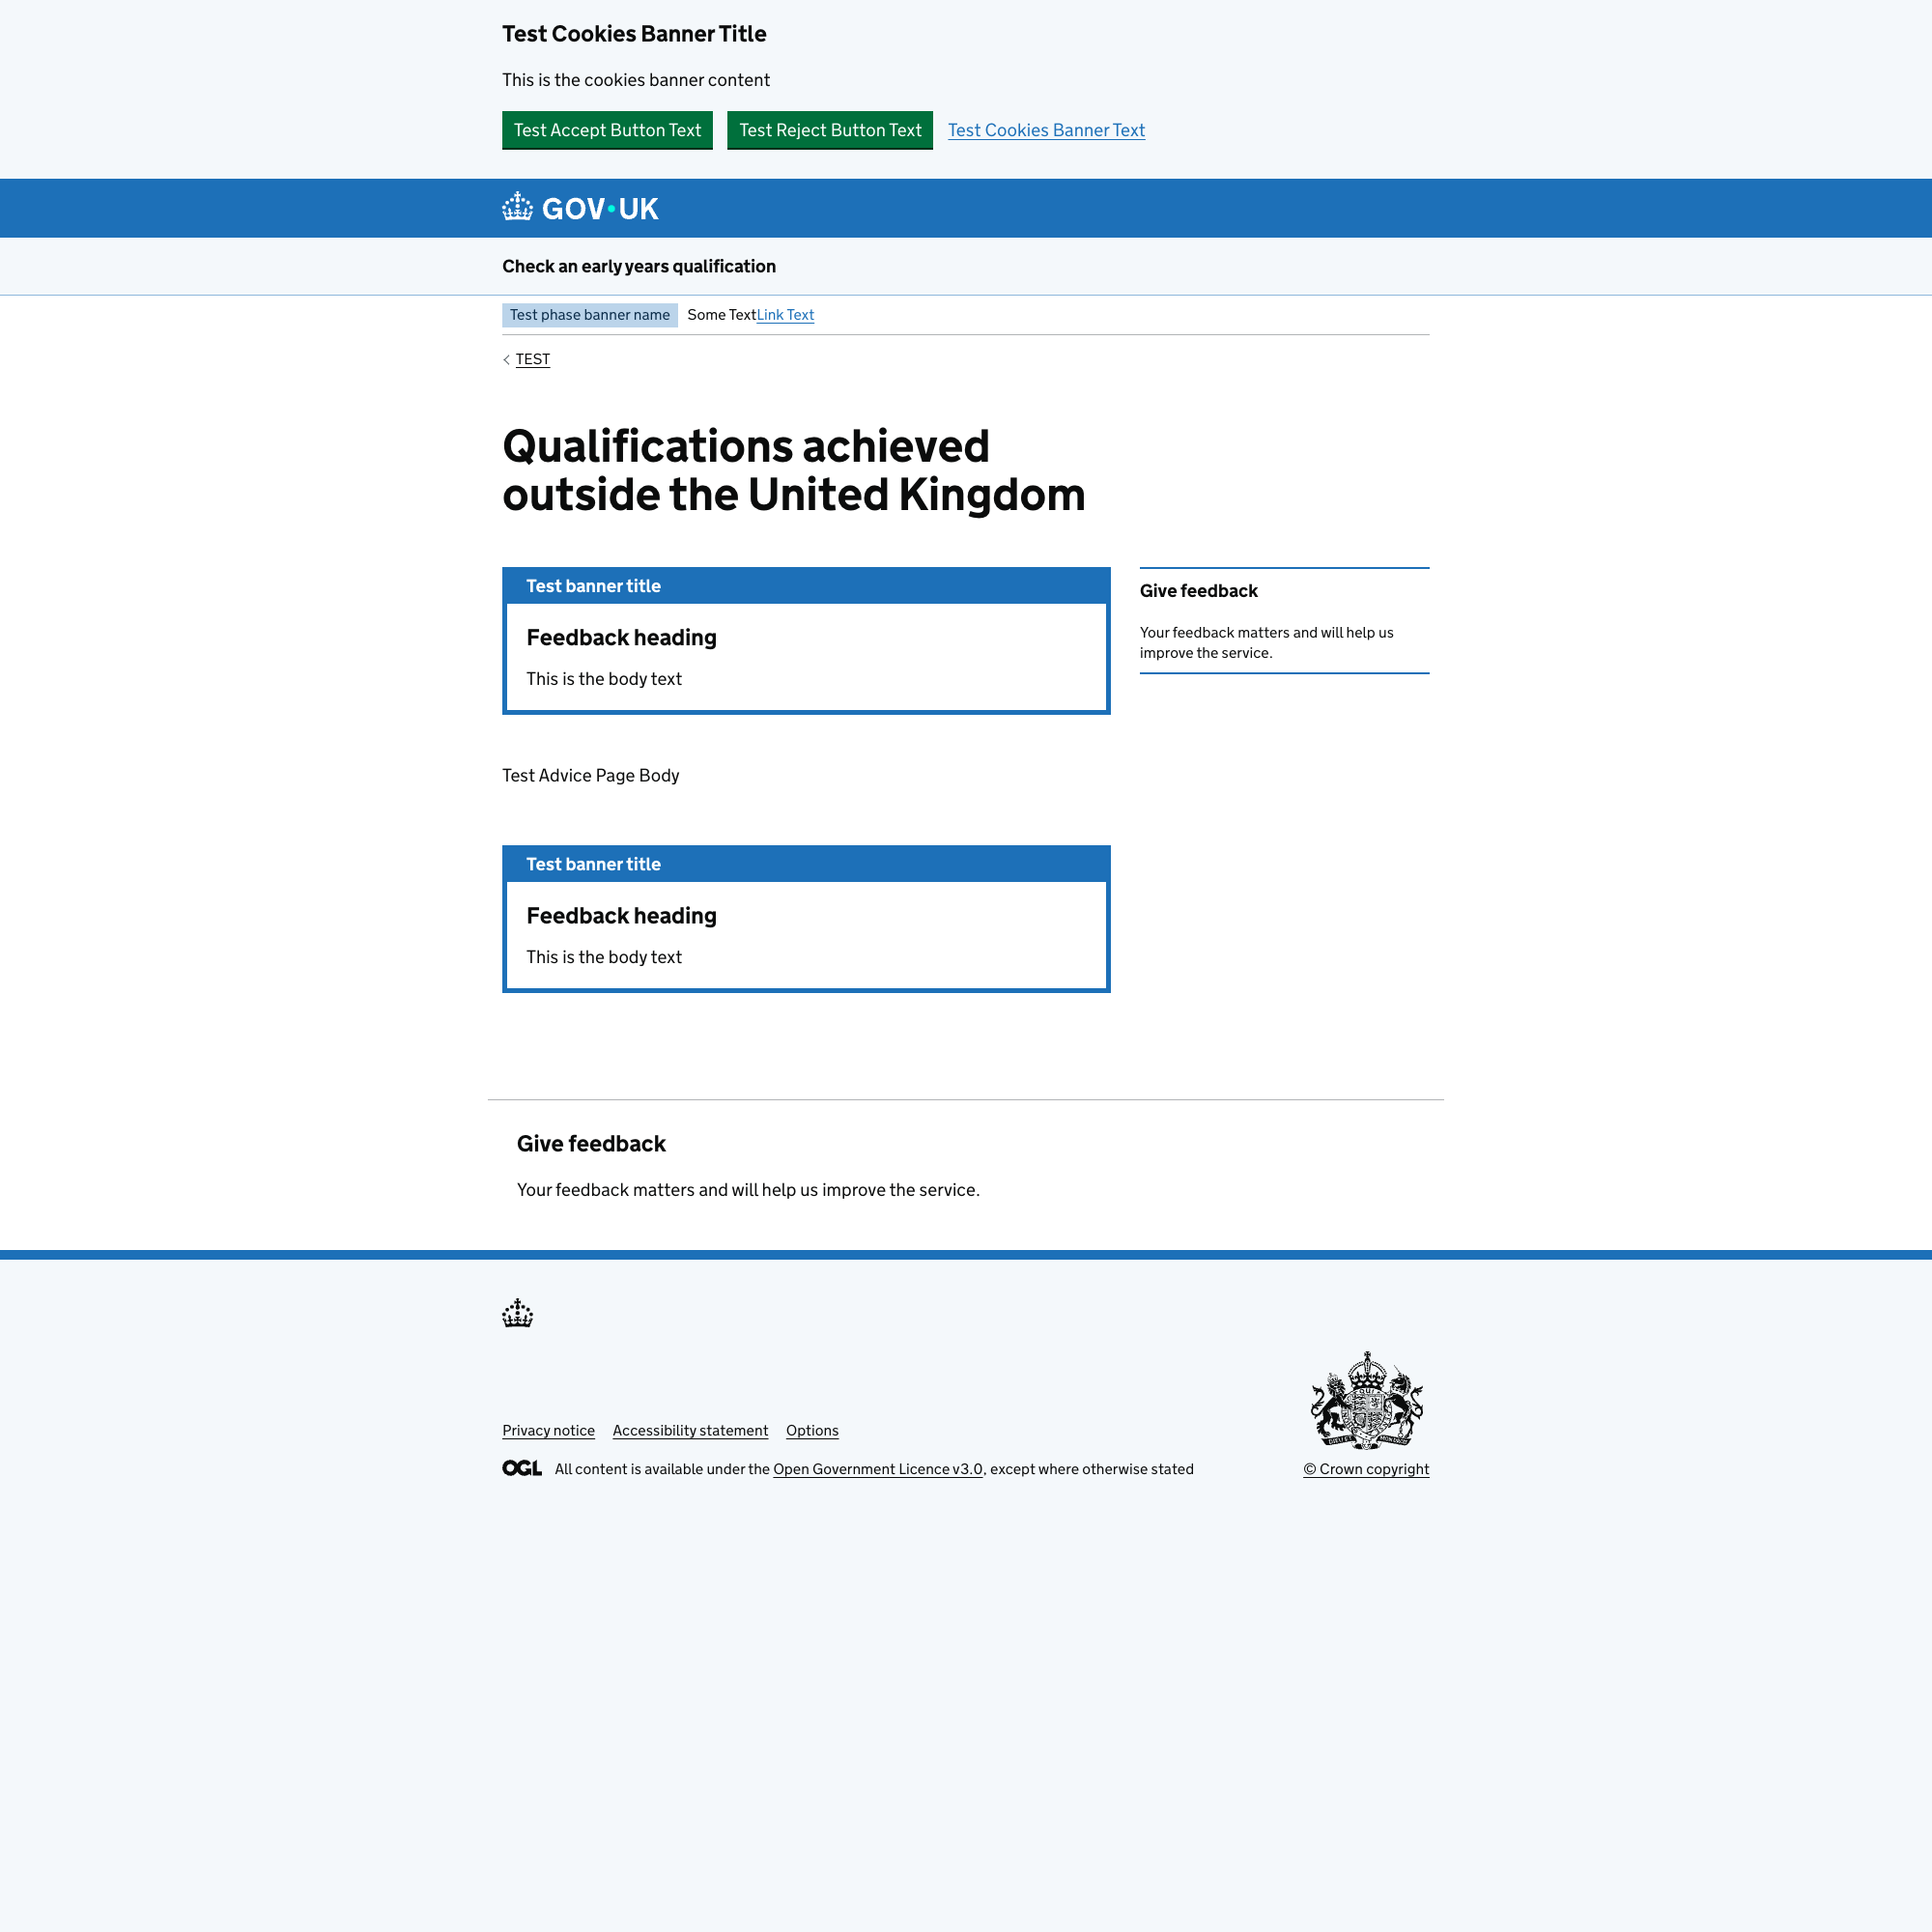 Test Cookies Banner Title
This is the cookies banner content
Test Accept Button Text
Test Reject Button Text
Test Cookies Banner Text
GOV·UK
Check an early years qualification
Test phase banner name
Some TextLink Text
TEST
Qualifications achieved
outside the United Kingdom
Test banner title
Feedback heading
This is the body text
Give feedback
Your feedback matters and will help us
improve the service.
Test Advice Page Body
Test banner title
Feedback heading
This is the body text
Give feedback
Your feedback matters and will help us improve the service.
Privacy notice
Accessibility statement
Options
OGL
All content is available under the Open Government Licence v3.0, except where otherwise stated
© Crown copyright